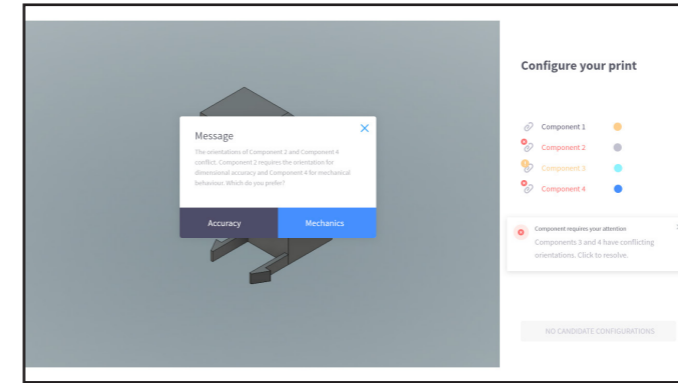 Configure your print
Message
The orientations of Component 2 and Component 4
conflict. Component 2 requires the orientation for
dimensional accuracy and Component 4 for mechanical
behaviour. Which do you prefer?
Accuracy
Mechanics
Component 1
Component 2
Component 3
Component 4
Component requires your attention
Components 3 and 4 have conflicting
orientations. Click to resolve.
NO CANDIDATE CONFIGURATIONS